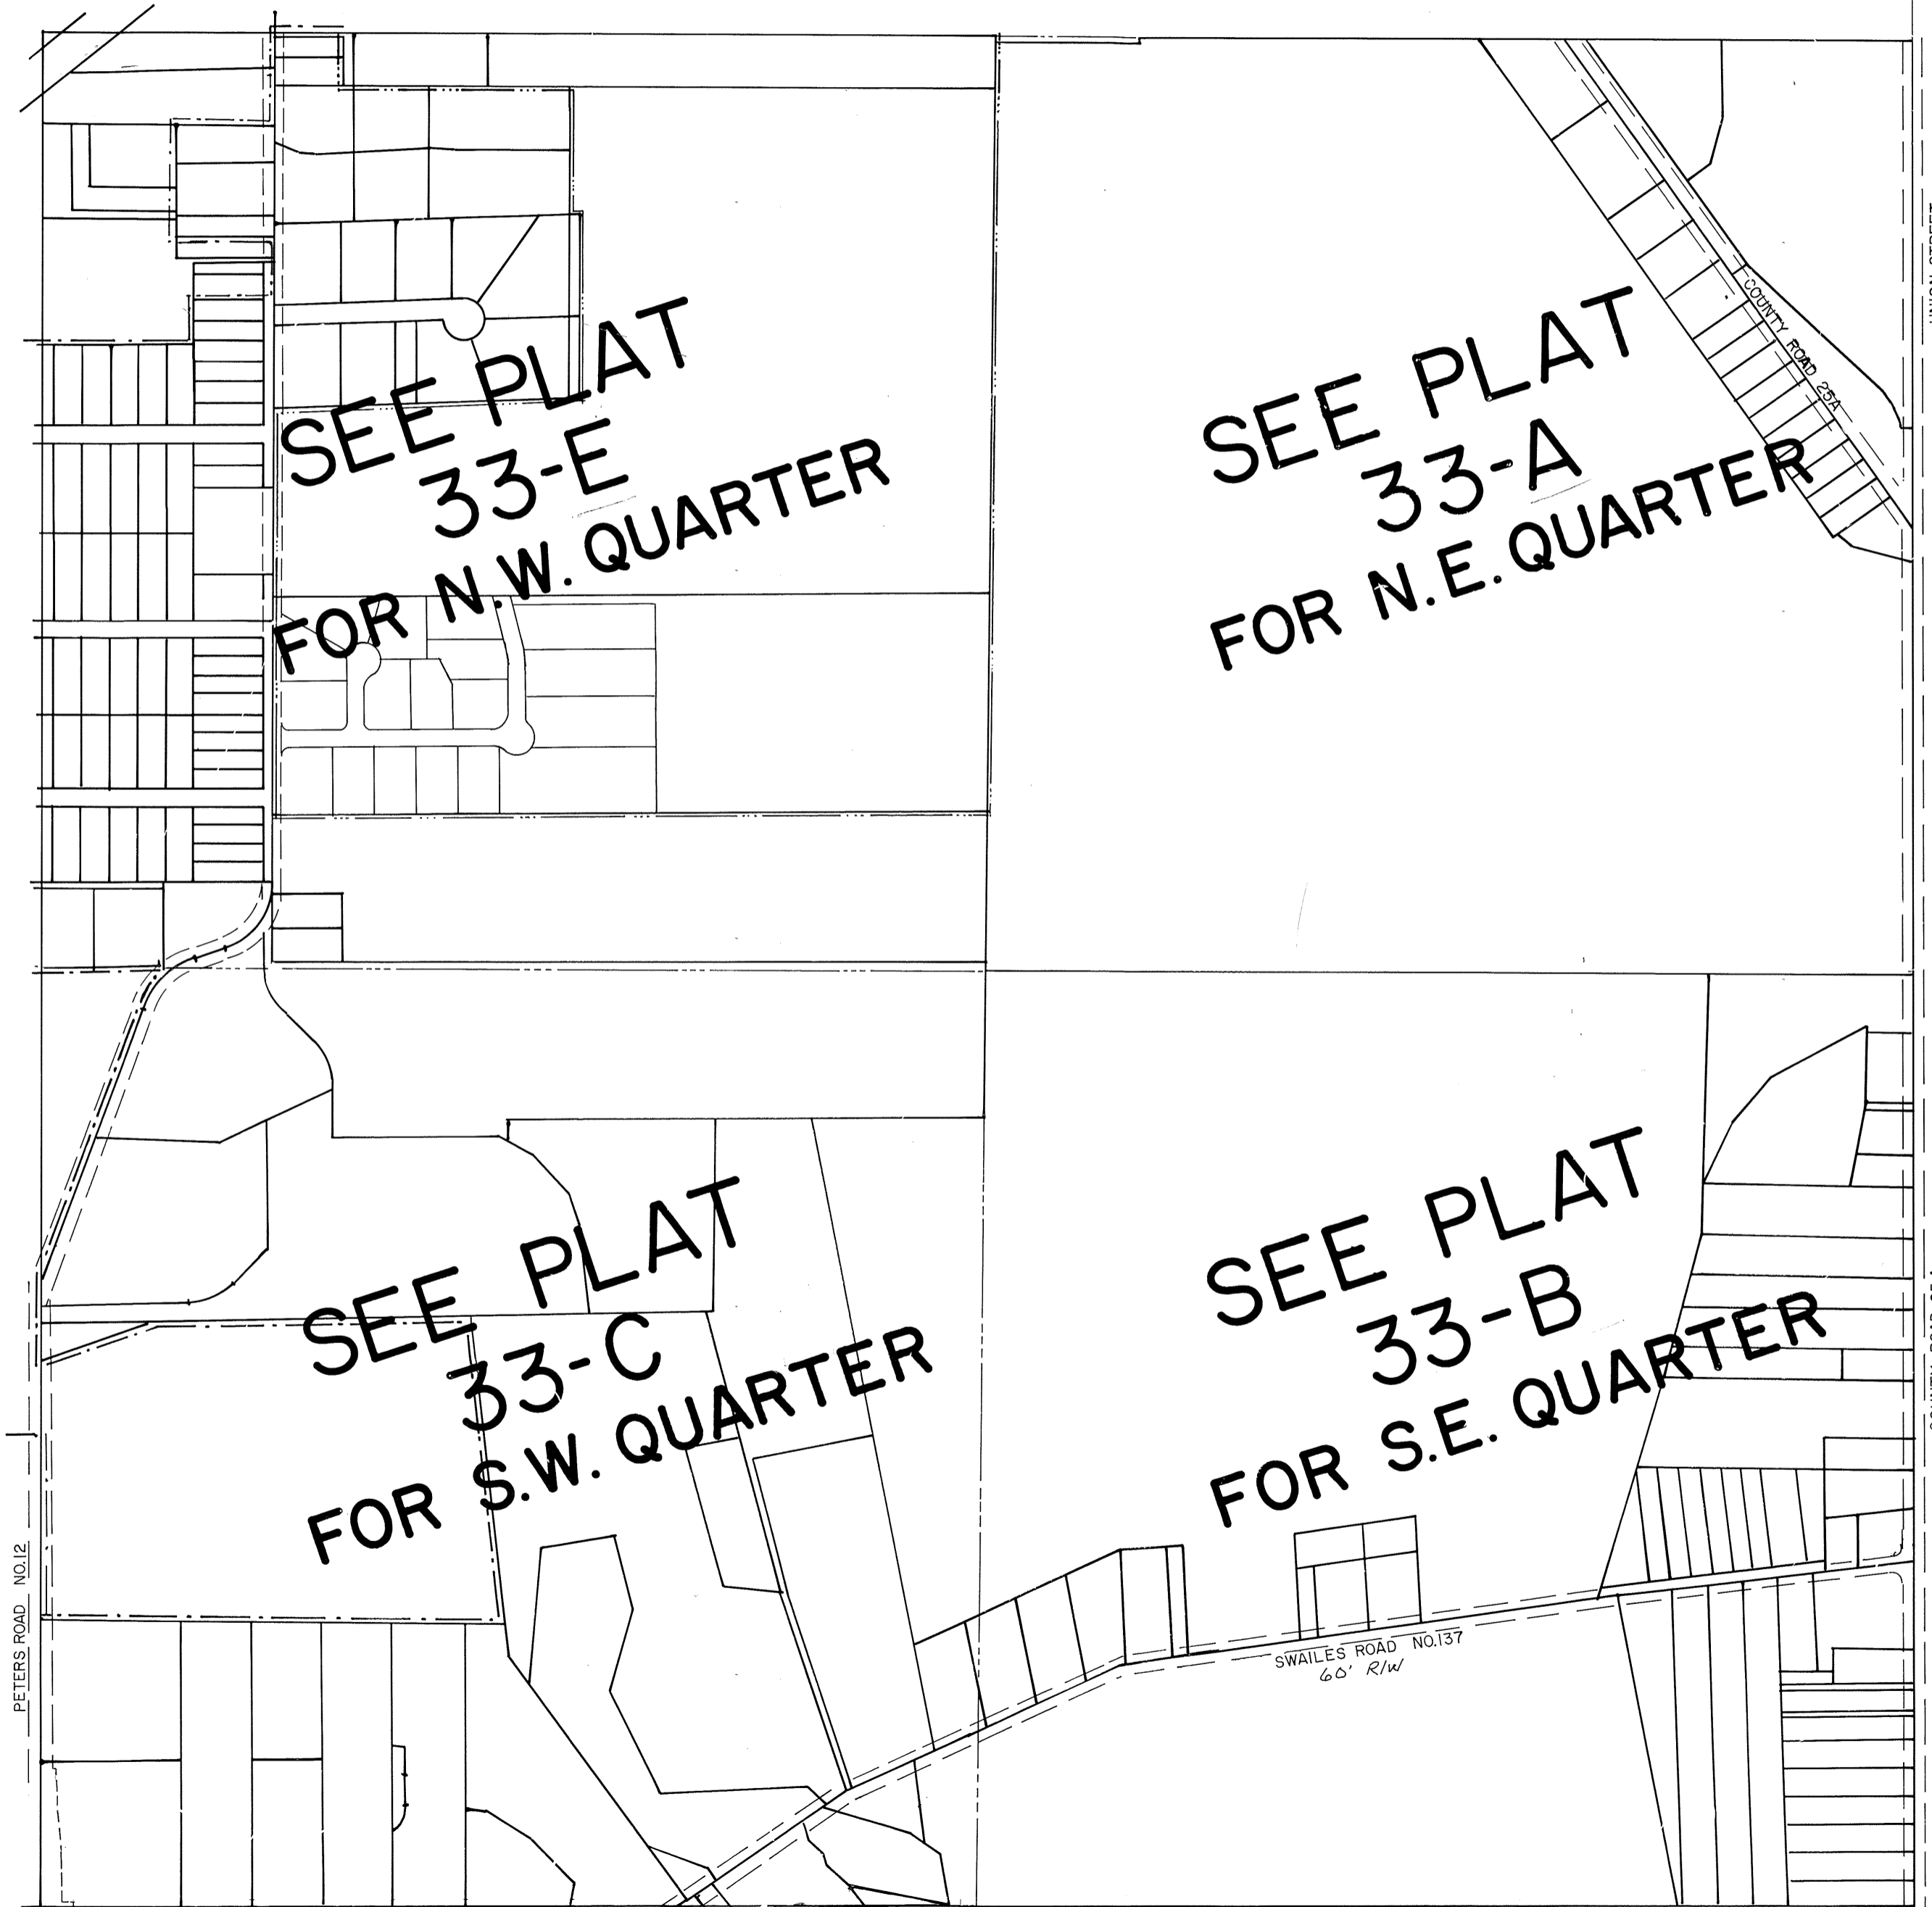 SEE PLAT
33-E
FOR N.W. QUARTER
SEE PLAT
33-A
FOR N.E. QUARTER
COUNTY ROAD 25A
SEE PLAT
33-C
FOR S.W. QUARTER
SEE PLAT
33-B
FOR S.E. QUARTER
PETERS ROAD NO.12
SWAILES ROAD NO.137
60' R/W